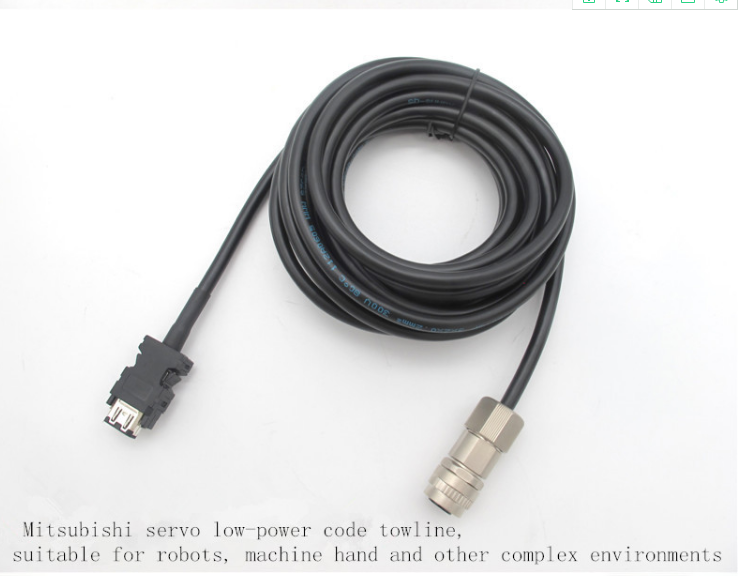 Mitsubishi servo low-power code towline,
suitable for robots, machine hand and other complex environments